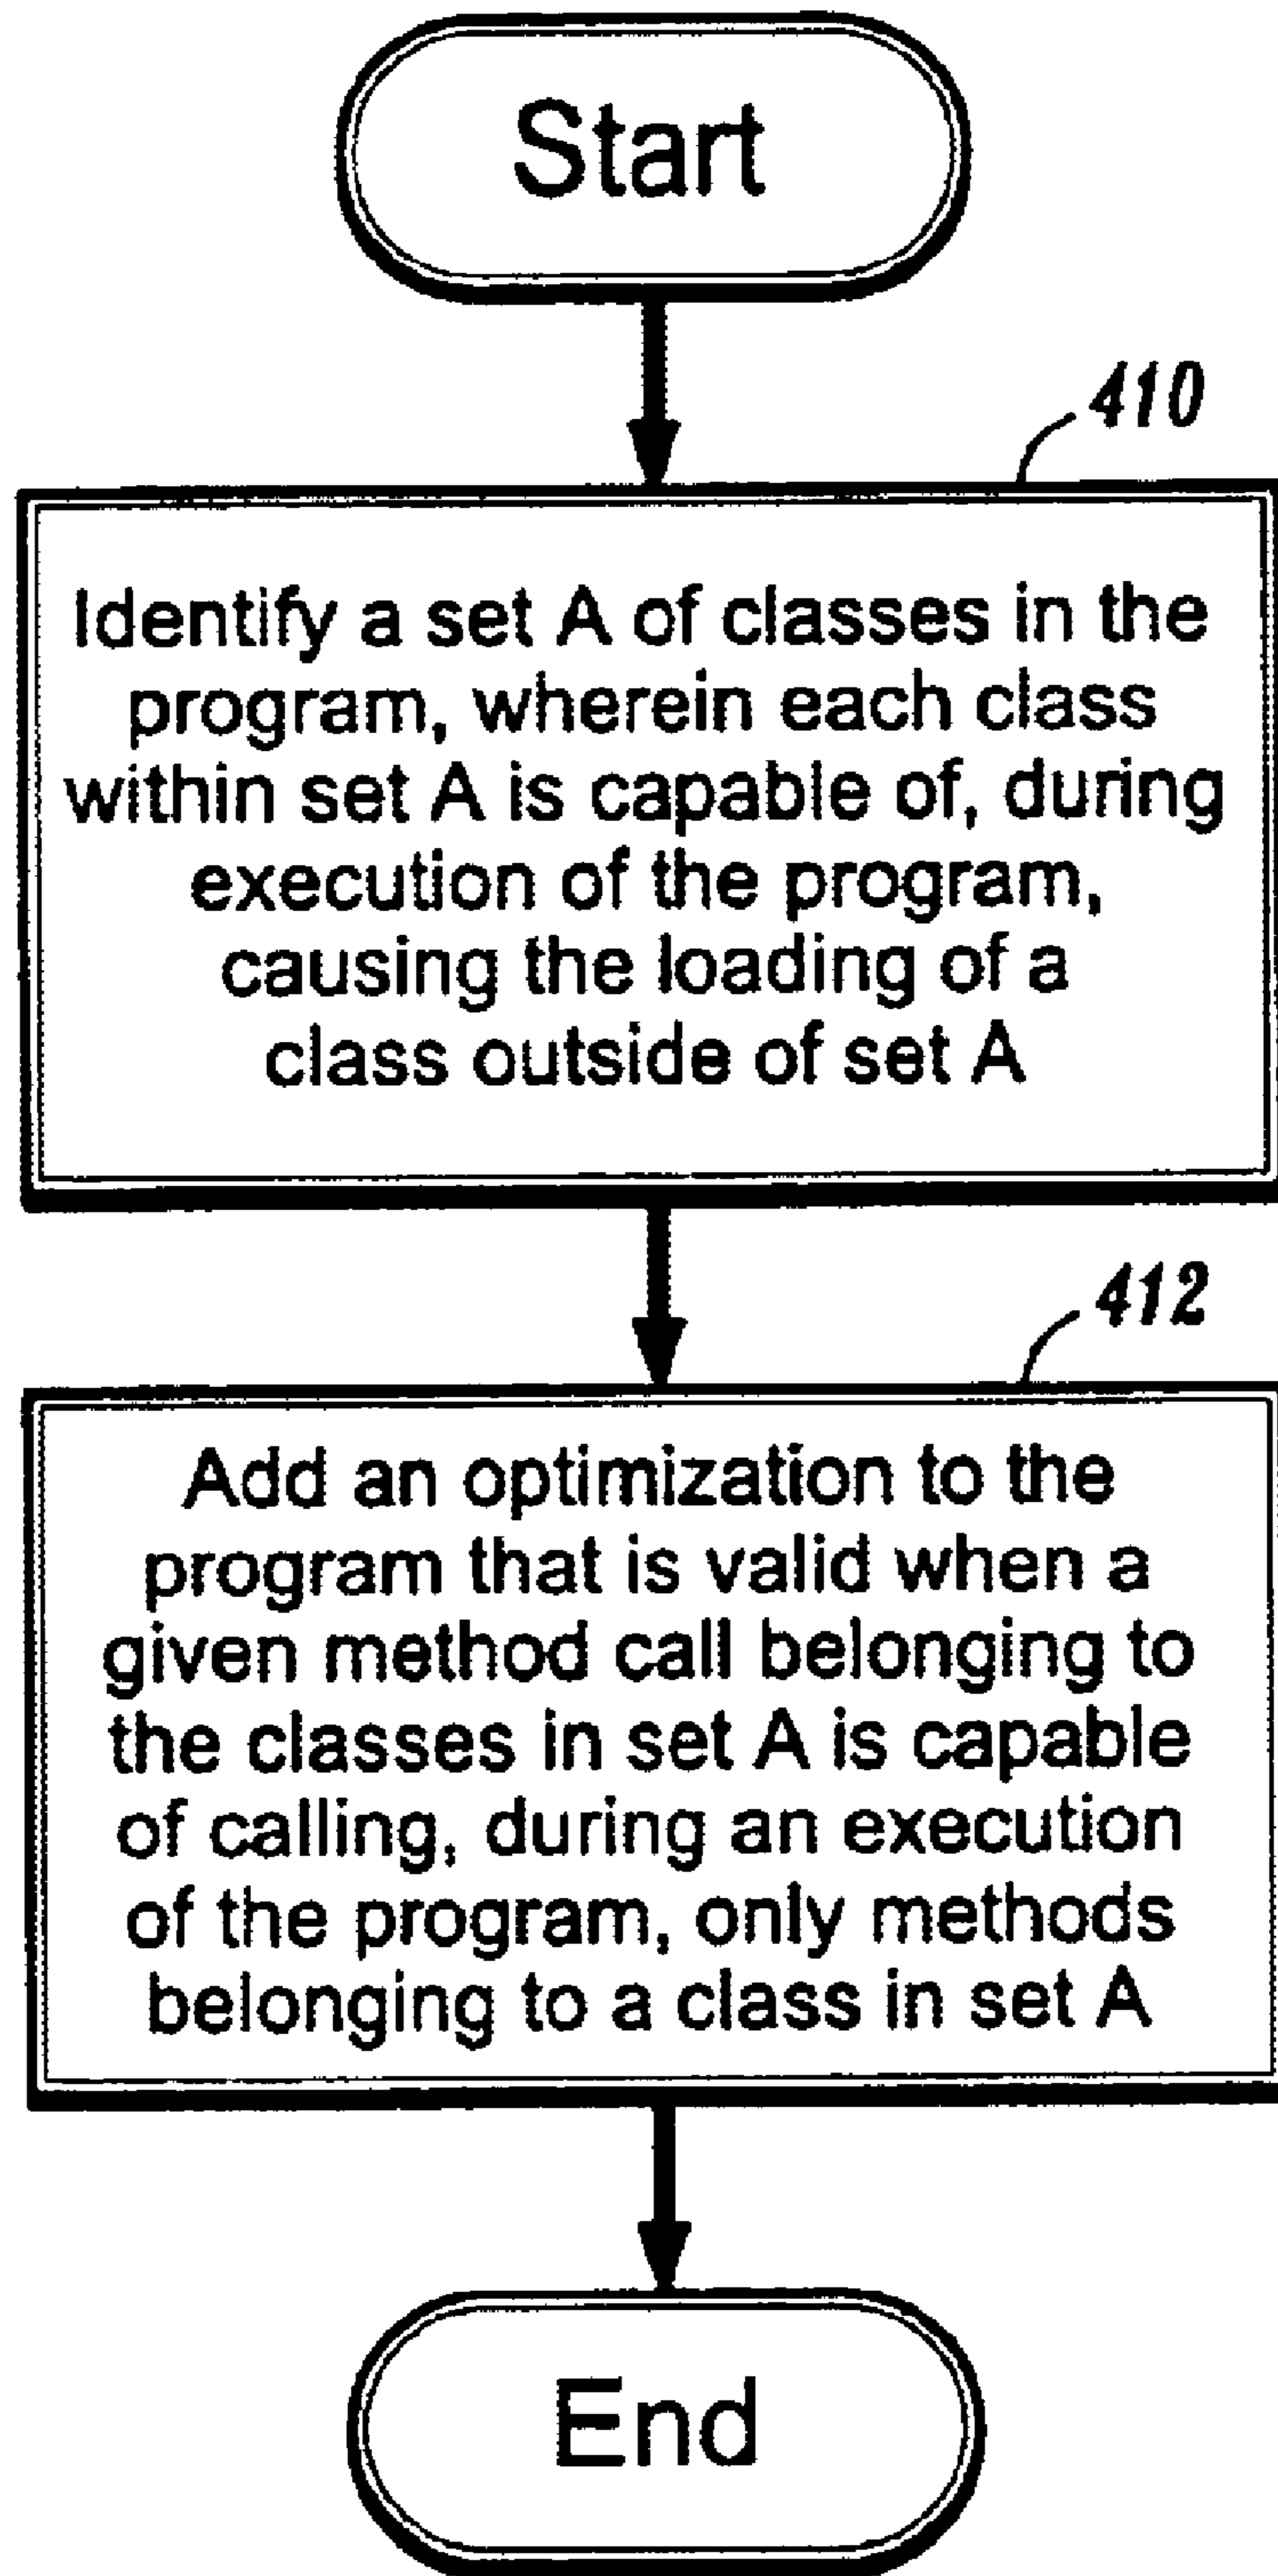 Start
410
Identify a set A of classes in the
program, wherein each class
within set A is capable of, during
execution of the program,
causing the loading of a
class outside of set A
412
Add an optimization to the
program that is valid when a
given method call belonging to
the classes in set A is capable
of calling, during an execution
of the program, only methods
belonging to a class in set A
End